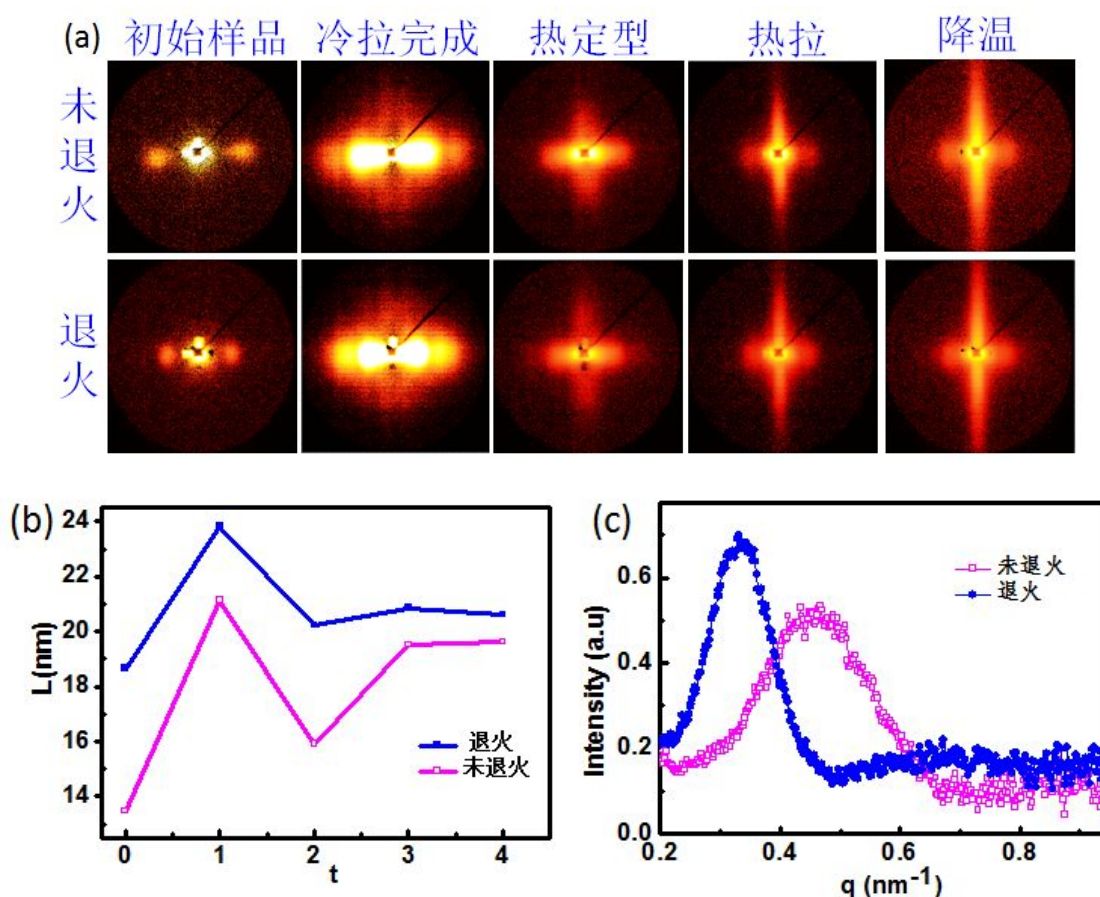 (a) 初始样品 冷拉完成 热定型 热拉 降温
未退火
退火
(b)
24
22
20
18
16
14
L(nm)
0 1 2 3 4
t
退火
未退火
(c)
0.6
0.4
0.2
0.0
Intensity (a.u)
0.2 0.4 0.6 0.8
q (nm⁻¹)
未退火
退火